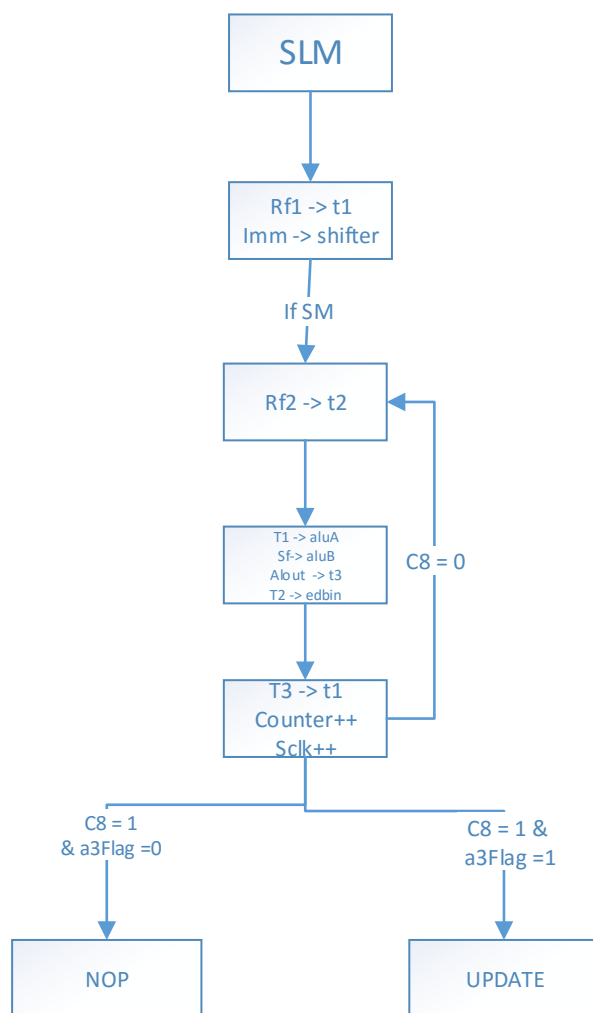 SLM
Rf1 -> t1
Imm -> shifter
If SM
Rf2 -> t2
T1 -> aluA
Sf-> aluB
Alout -> t3
T2 -> edbin
C8 = 0
T3 -> t1
Counter++
Sclk++
C8 = 1
& a3Flag =0
C8 = 1 &
a3Flag =1
NOP
UPDATE